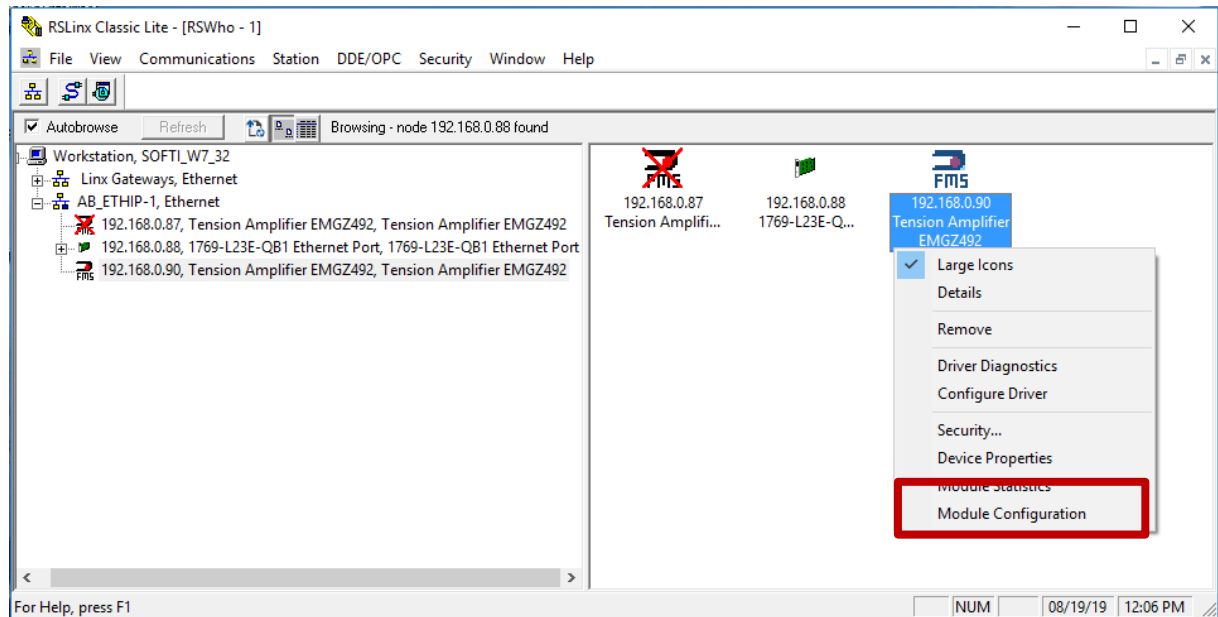 RSLinx Classic Lite - [RSWho - 1]
File View Communications Station DDE/OPC Security Window Help
Autobrowse Refresh Browsing - node 192.168.0.88 found
Workstation, SOFTI_W7_32
Linx Gateways, Ethernet
AB_ETHIP-1, Ethernet
192.168.0.87, Tension Amplifier EMGZ492, Tension Amplifier EMGZ492
192.168.0.88, 1769-L23E-QB1 Ethernet Port, 1769-L23E-QB1 Ethernet Port
FMS 192.168.0.90, Tension Amplifier EMGZ492, Tension Amplifier EMGZ492
FMS
192.168.0.87
Tension Amplifi...
192.168.0.88
1769-L23E-Q...
FMS
192.168.0.90
Tension Amplifier
EMGZ492
Large Icons
Details
Remove
Driver Diagnostics
Configure Driver
Security...
Device Properties
Module Statistics
Module Configuration
For Help, press F1 NUM 08/19/19 12:06 PM